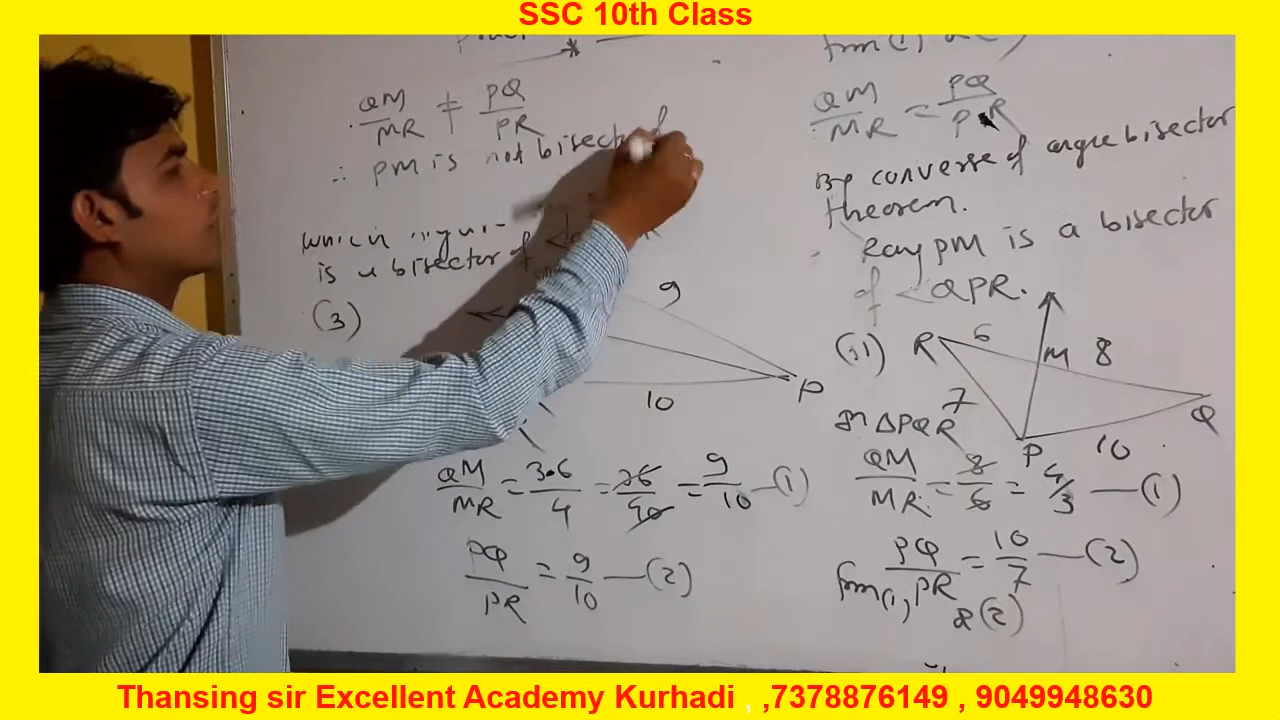 SSC 10th Class
QM/MR ≠ PQ/PR
∴ PM is not bisector of
which is
is a bisector of
(3)
9
P
10
QM/MR = 3.6/4 = 36/40 = 9/10 —(1)
PQ/PR = 9/10 —(2)
QM/MR = PQ/PR
By converse of angle bisector
theorem.
Ray PM is a bisector
of <QPR.
(ii) R 6 M 8
7 Q
P 10
In ΔPQR
QM/MR = 8/6 = 4/3 —(1)
PQ/PR = 10/7 —(2)
from (1),
& (2)
Thansing sir Excellent Academy Kurhadi , ,7378876149 , 9049948630